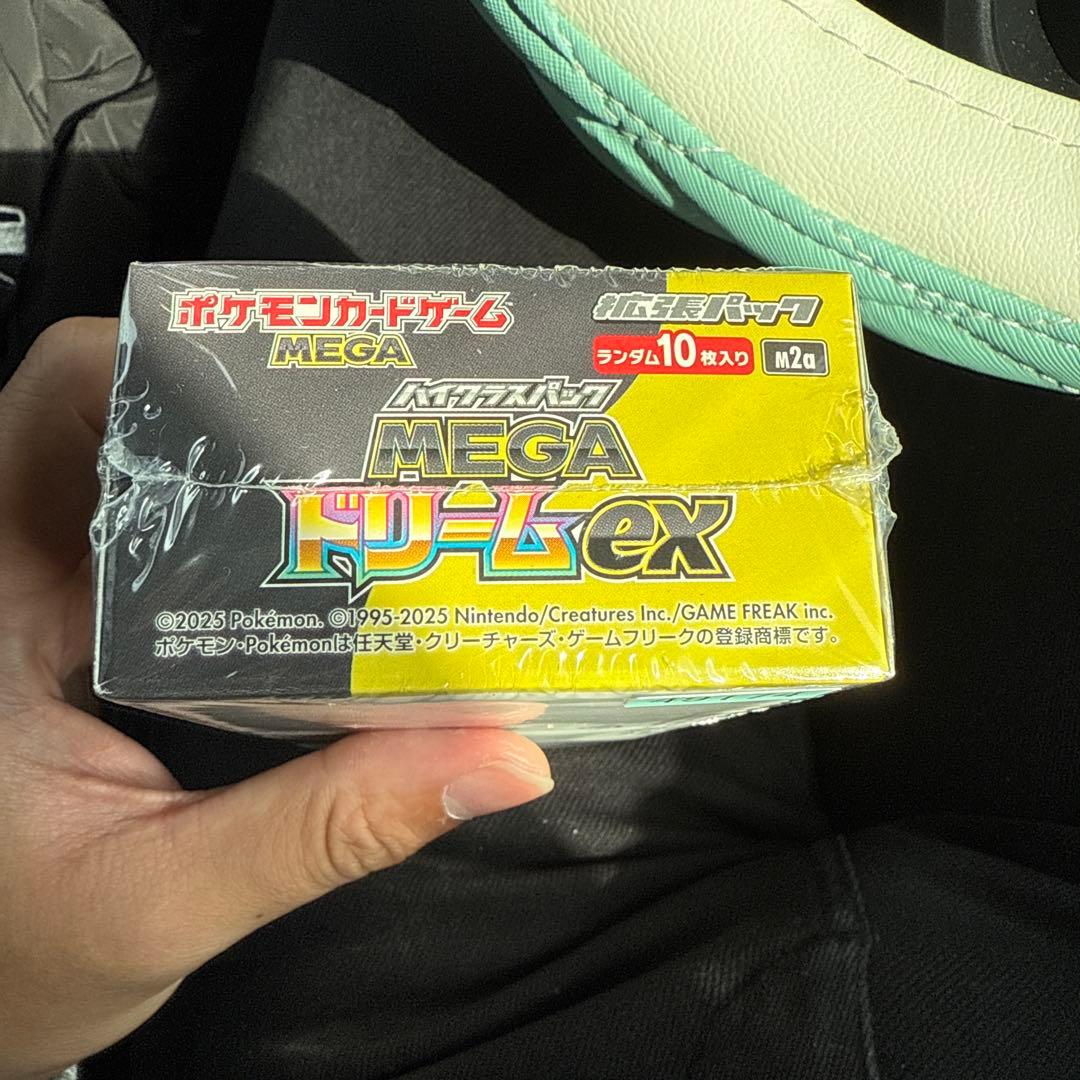 ポケモンカードゲーム
MEGA
拡張パック
ランダム10枚入り M2a
ハイクラスパック
MEGA
ドリームex
©2025 Pokémon. ©1995-2025 Nintendo/Creatures Inc./GAME FREAK inc.
ポケモン・Pokémonは任天堂・クリーチャーズ・ゲームフリークの登録商標です。